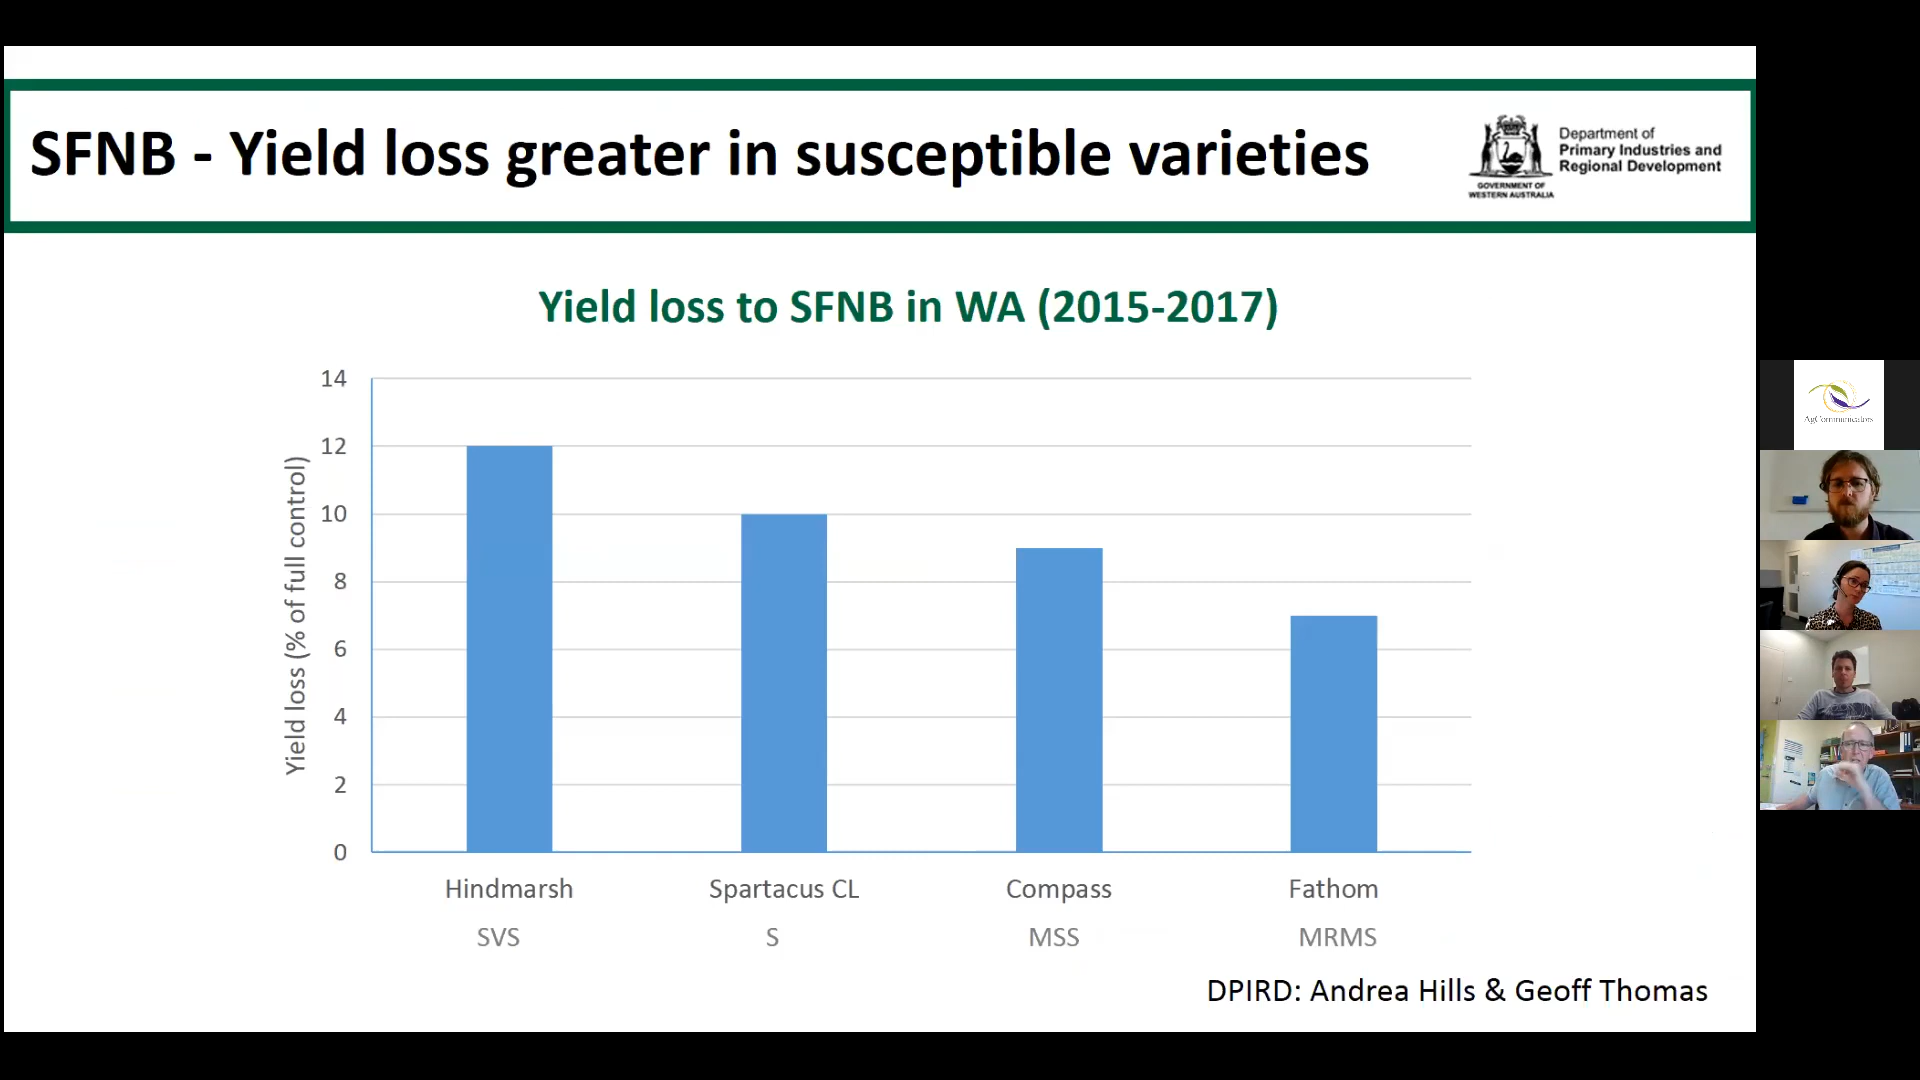 SFNB - Yield loss greater in susceptible varieties
Department of
Primary Industries and
Regional Development
GOVERNMENT OF
WESTERN AUSTRALIA
Yield loss to SFNB in WA (2015-2017)
Yield loss (% of full control)
14
12
10
8
6
4
2
0
Hindmarsh
Spartacus CL
Compass
Fathom
SVS
S
MSS
MRMS
DPIRD: Andrea Hills & Geoff Thomas
AgCommunicators